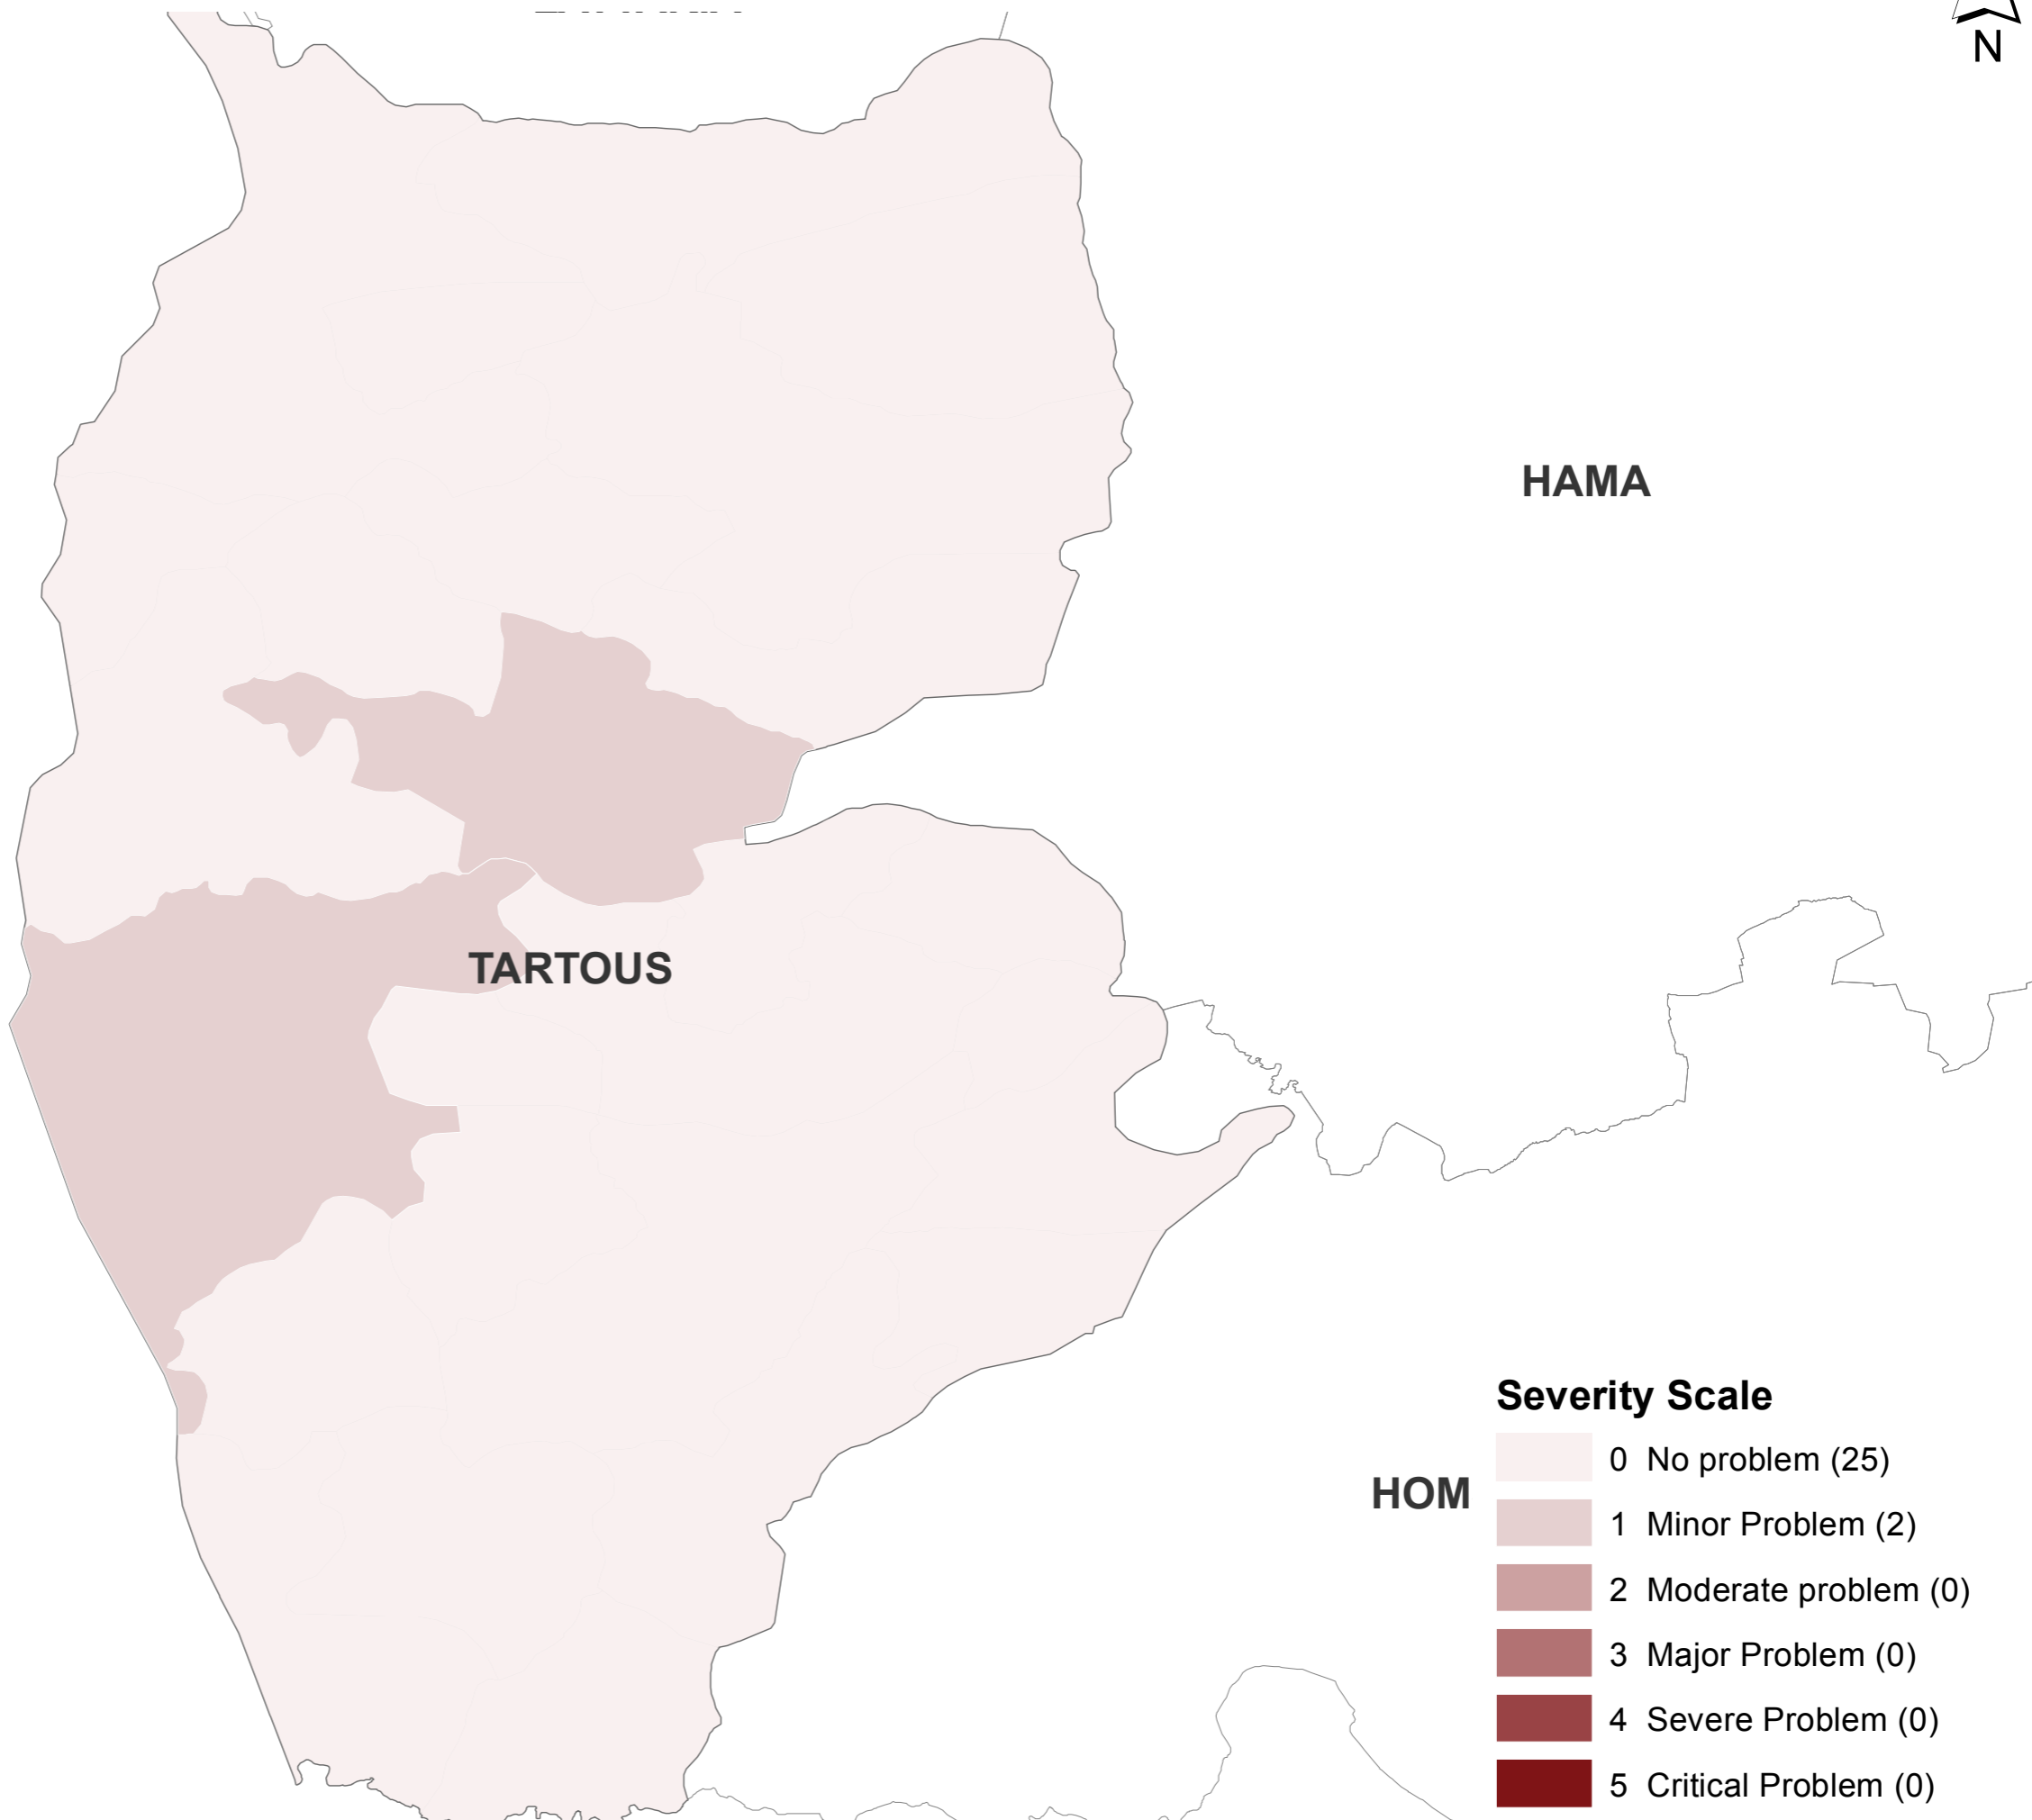 N
HAMA
TARTOUS
HOM
Severity Scale
0 No problem (25)
1 Minor Problem (2)
2 Moderate problem (0)
3 Major Problem (0)
4 Severe Problem (0)
5 Critical Problem (0)